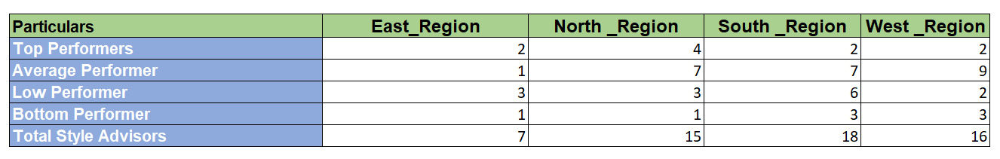 Particulars East_Region North _Region South _Region West _Region
Top Performers 2 4 2 2
Average Performer 1 7 7 9
Low Performer 3 3 6 2
Bottom Performer 1 1 3 3
Total Style Advisors 7 15 18 16